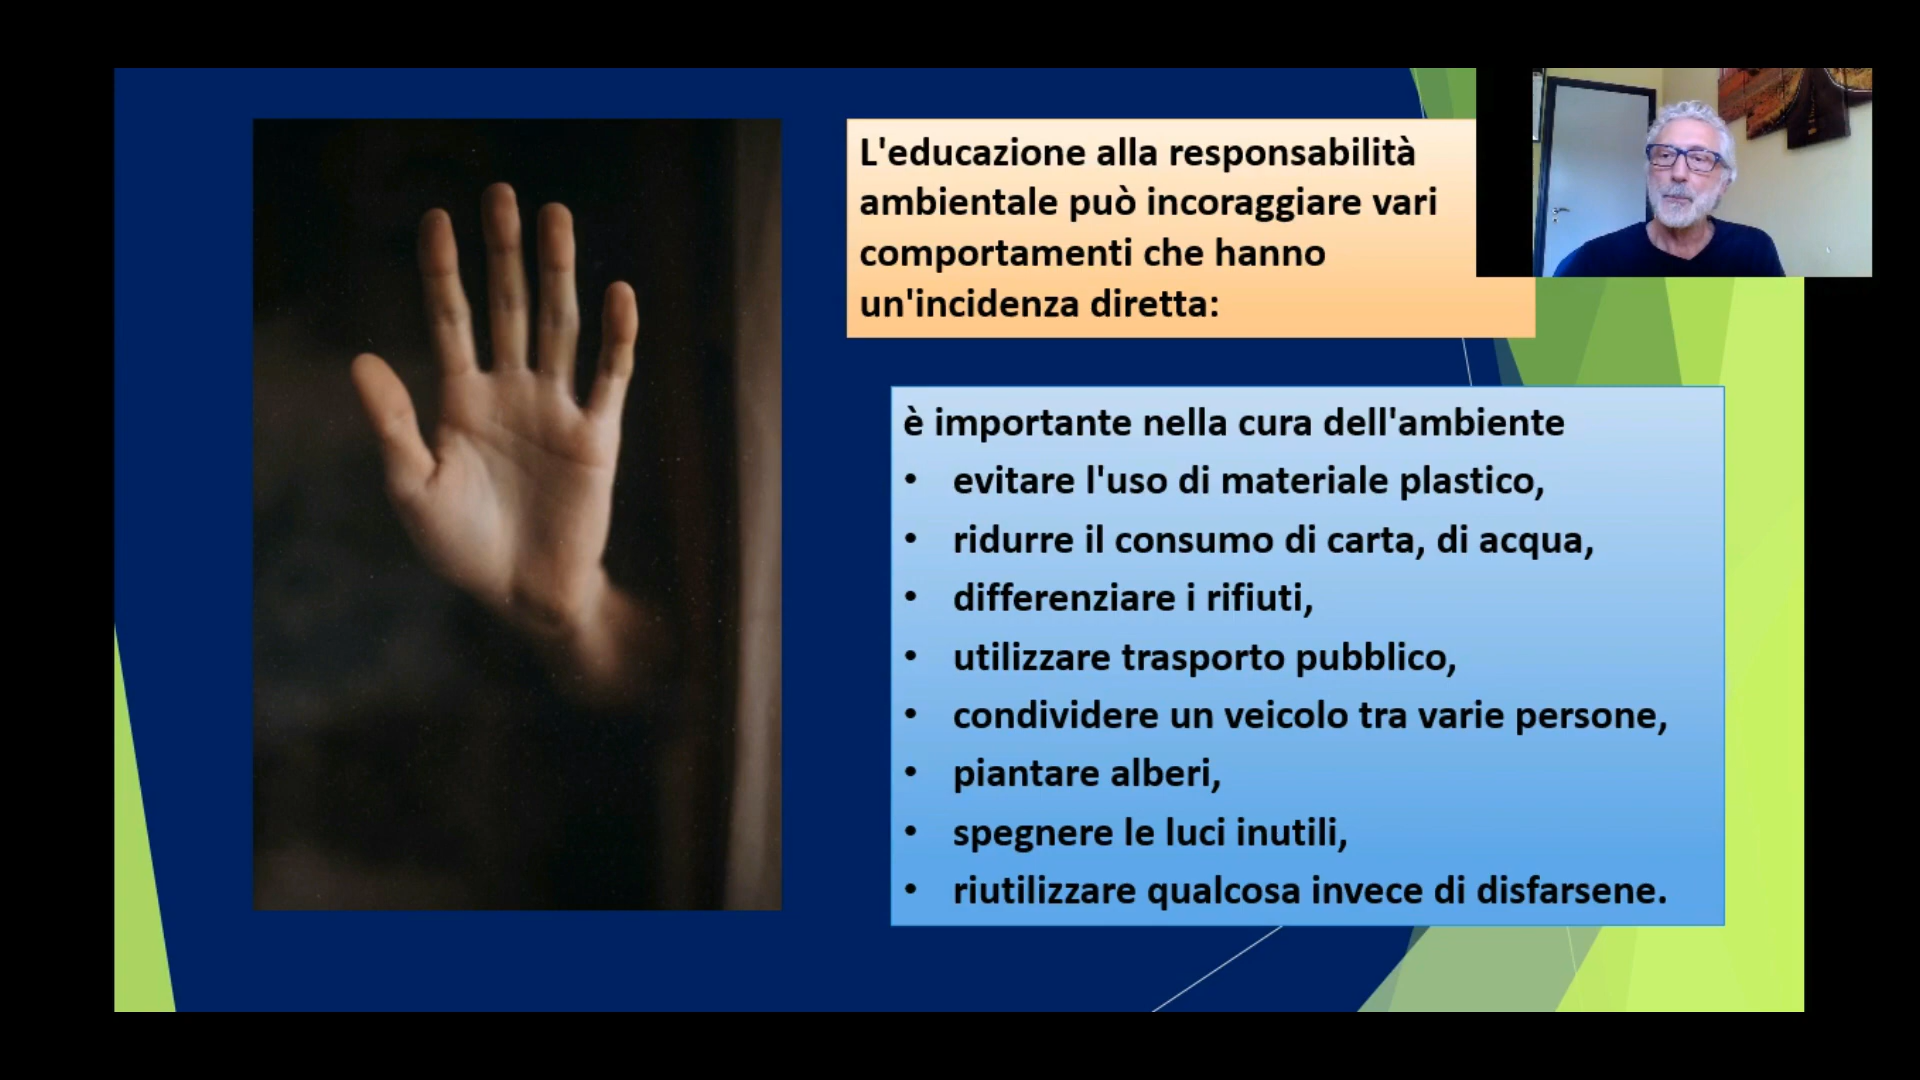 L'educazione alla responsabilità
ambientale può incoraggiare vari
comportamenti che hanno
un'incidenza diretta:
è importante nella cura dell'ambiente
• evitare l'uso di materiale plastico,
• ridurre il consumo di carta, di acqua,
• differenziare i rifiuti,
• utilizzare trasporto pubblico,
• condividere un veicolo tra varie persone,
• piantare alberi,
• spegnere le luci inutili,
• riutilizzare qualcosa invece di disfarsene.